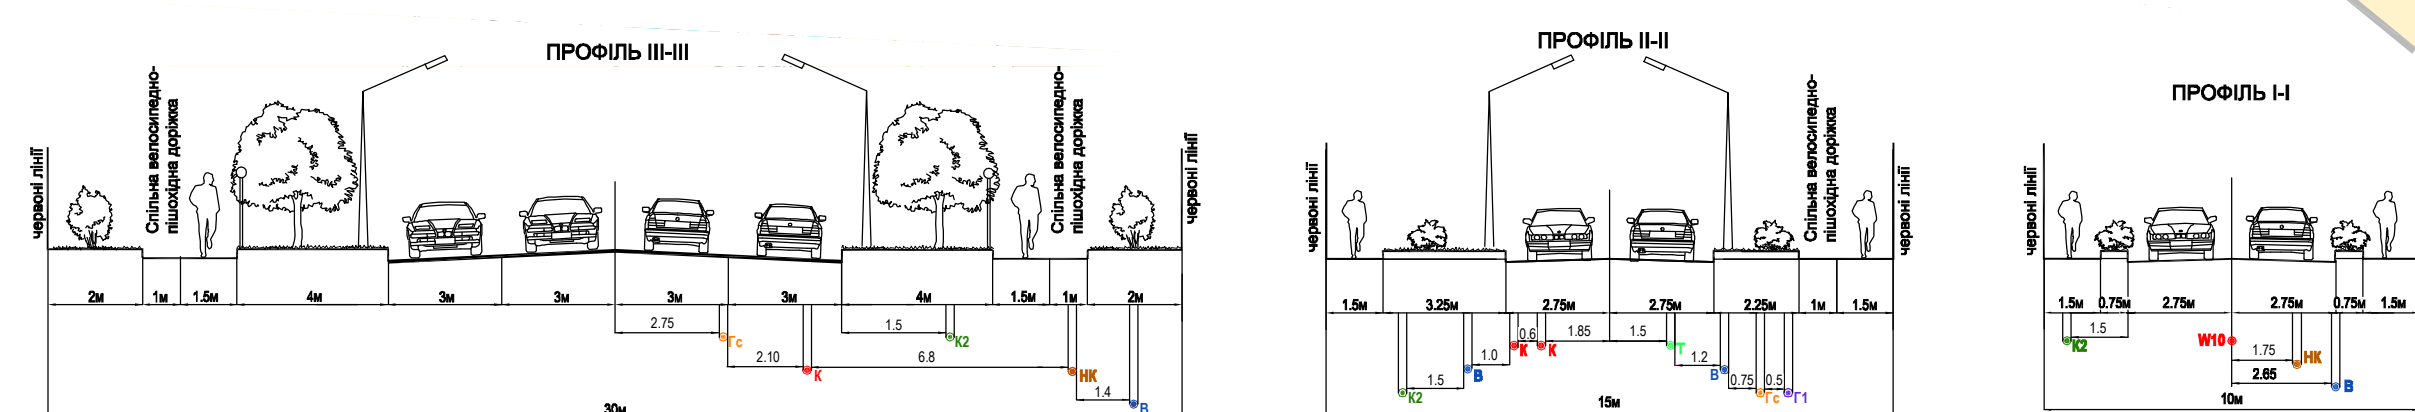 ПРОФІЛЬ III-III
червоні лінії
Спільна велосипедно-
пішохідна доріжка
Спільна велосипедно-
пішохідна доріжка
червоні лінії
2м 1м 1.5м 4м 3м 3м 3м 3м 4м 1.5м 1м 2м
2.75 Гс 1.5 К2
2.10 К 6.8 НК
1.4 В
30м
ПРОФІЛЬ II-II
червоні лінії
Спільна велосипедно-
пішохідна доріжка
червоні лінії
1.5м 3.25м 2.75м 2.75м 2.25м 1м 1.5м
К 0.6 К 1.85 1.5 Т
1.0 В 1.2 В
К2 1.5 0.75 Гс 0.5 Г1
15м
ПРОФІЛЬ I-I
червоні лінії
1.5м 0.75м 2.75м 2.75м 0.75м 1.5м
К2 1.5 W10
1.75 НК
2.65 В
10м